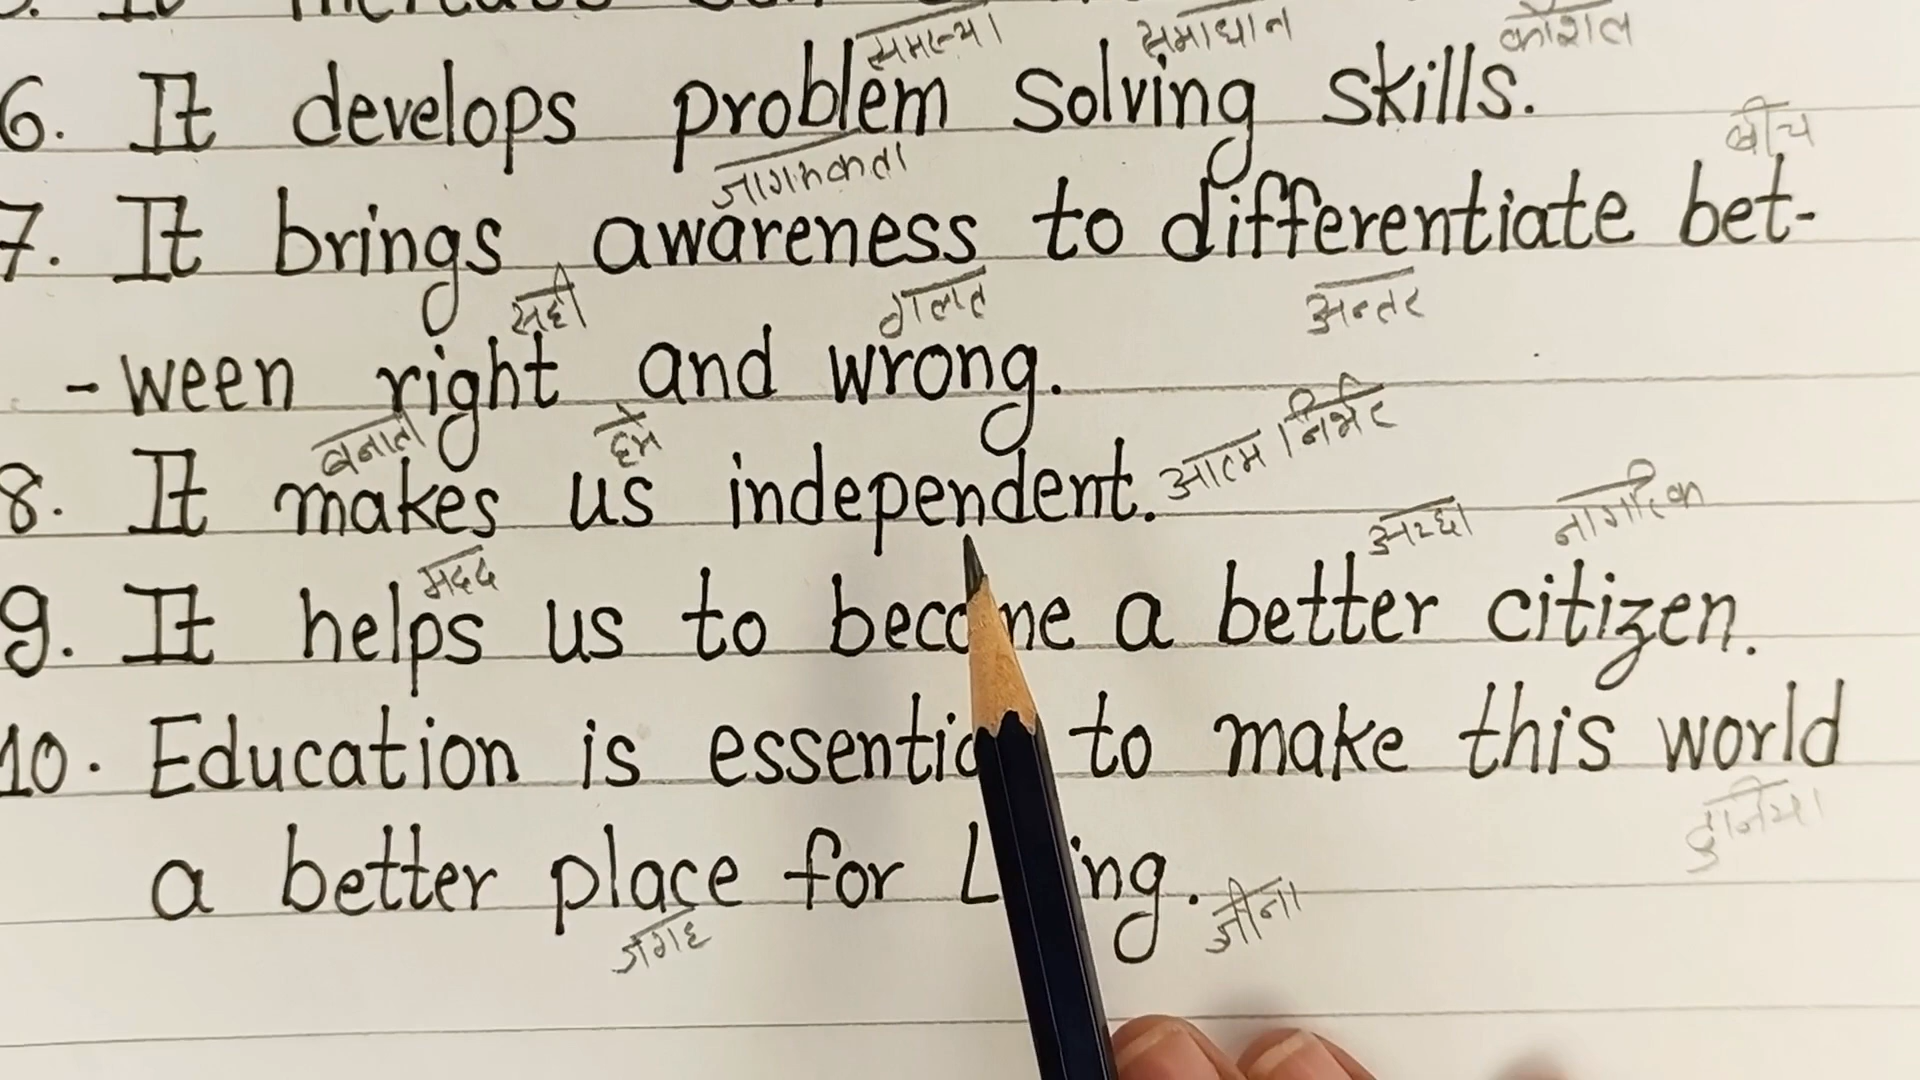 समस्या समाधान कौशल
6. It develops problem solving skills.
जागरूकता बीच
7. It brings awareness to differentiate bet-
सही गलत अन्तर
- ween right and wrong.
बनाता हमे
8. It makes us independent. आत्म निर्भर
मदद अच्छा नागरिक
9. It helps us to become a better citizen.
10. Education is to make this world
दुनिया
a better place for
जगह जीना